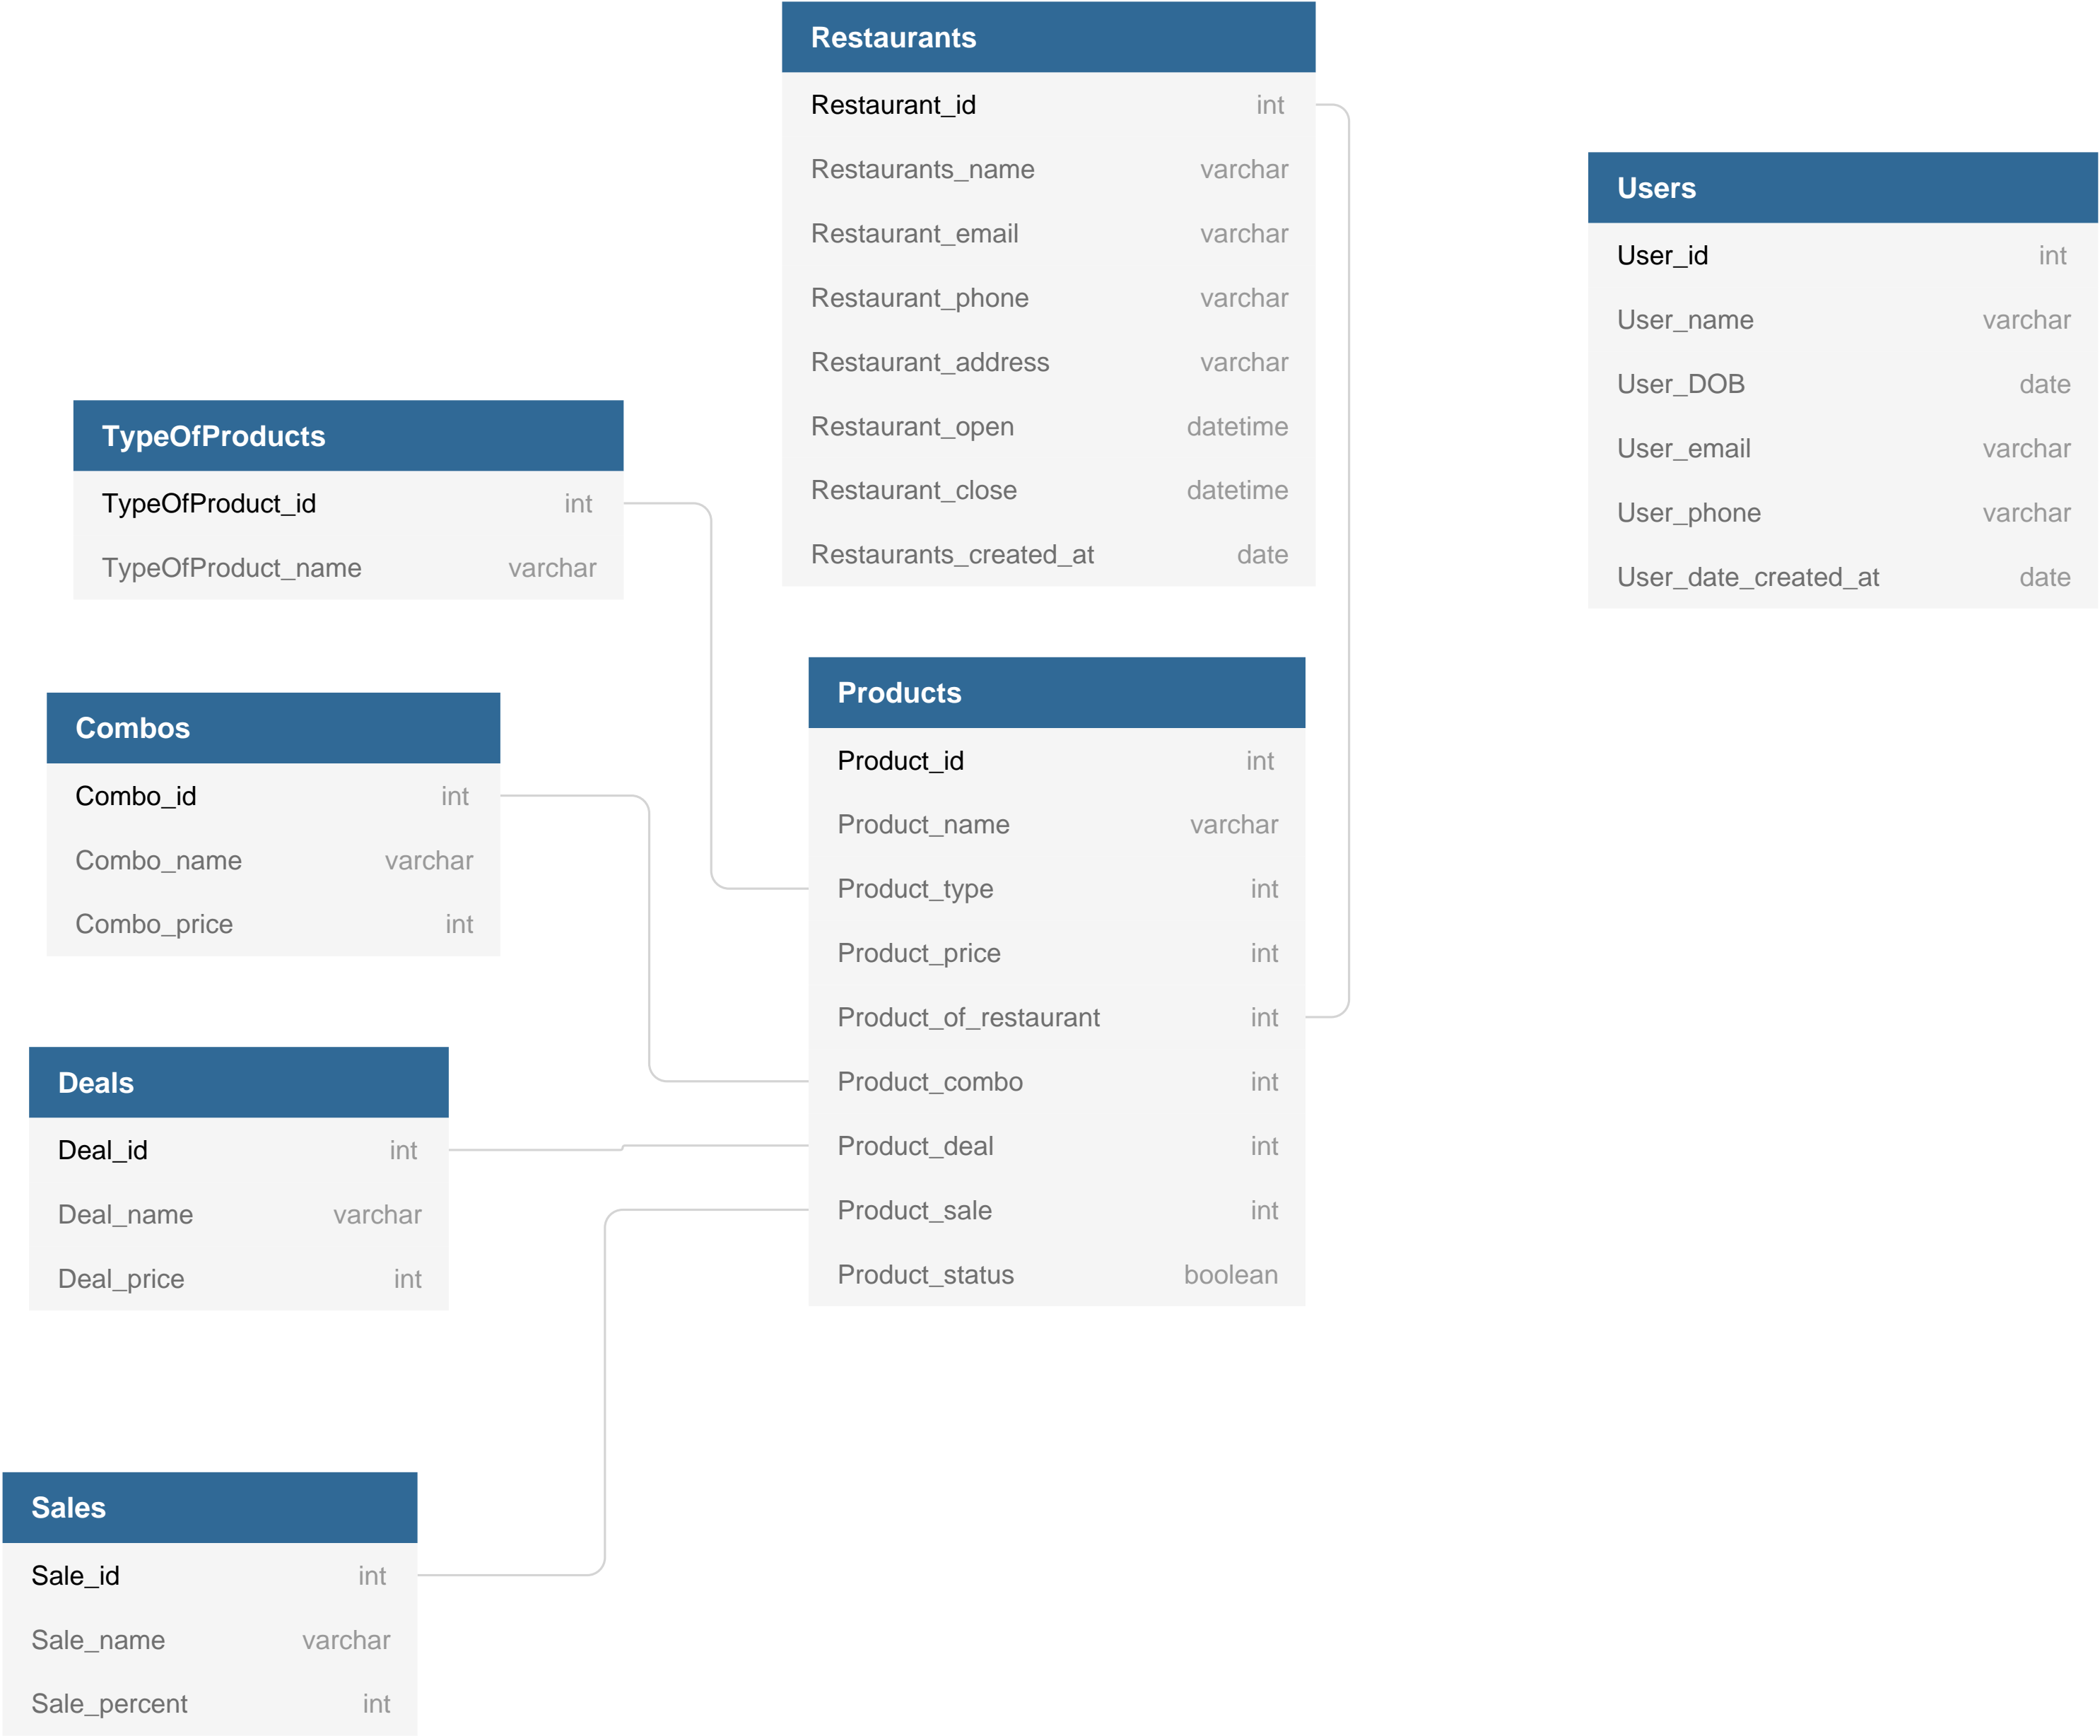 Restaurants
Restaurant_id int
Restaurants_name varchar
Restaurant_email varchar
Restaurant_phone varchar
Restaurant_address varchar
Restaurant_open datetime
Restaurant_close datetime
Restaurants_created_at date
Users
User_id int
User_name varchar
User_DOB date
User_email varchar
User_phone varchar
User_date_created_at date
TypeOfProducts
TypeOfProduct_id int
TypeOfProduct_name varchar
Combos
Combo_id int
Combo_name varchar
Combo_price int
Products
Product_id int
Product_name varchar
Product_type int
Product_price int
Product_of_restaurant int
Product_combo int
Product_deal int
Product_sale int
Product_status boolean
Deals
Deal_id int
Deal_name varchar
Deal_price int
Sales
Sale_id int
Sale_name varchar
Sale_percent int